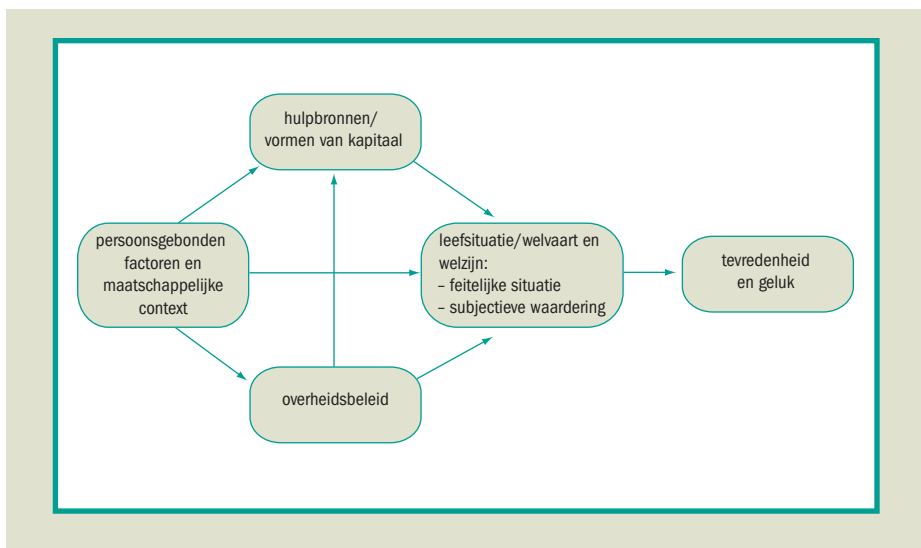 hulpbronnen/
vormen van kapitaal
persoonsgebonden
factoren en
maatschappelijke
context
leefsituatie/welvaart en
welzijn:
– feitelijke situatie
– subjectieve waardering
tevredenheid
en geluk
overheidsbeleid